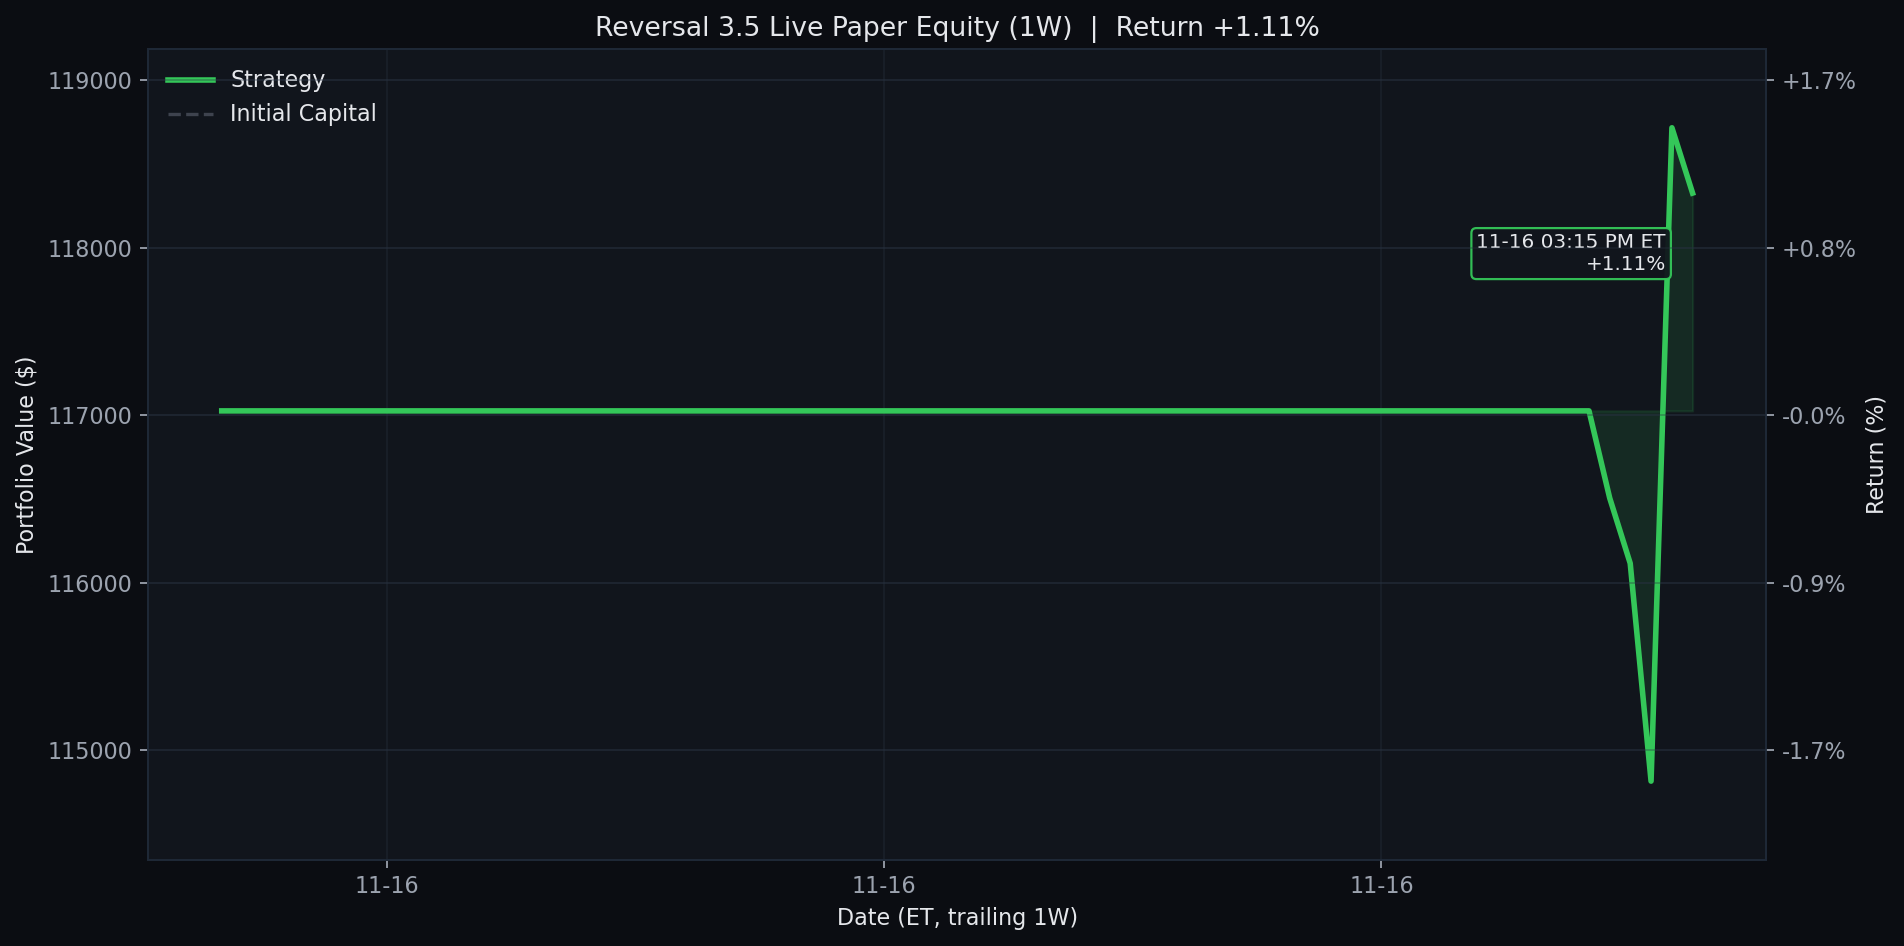 Reversal 3.5 Live Paper Equity (1W)  |  Return +1.11%
Strategy
Initial Capital
119000
118000
117000
116000
115000
Portfolio Value ($)
11-16 03:15 PM ET
+1.11%
+1.7%
+0.8%
-0.0%
-0.9%
-1.7%
Return (%)
11-16
11-16
11-16
Date (ET, trailing 1W)